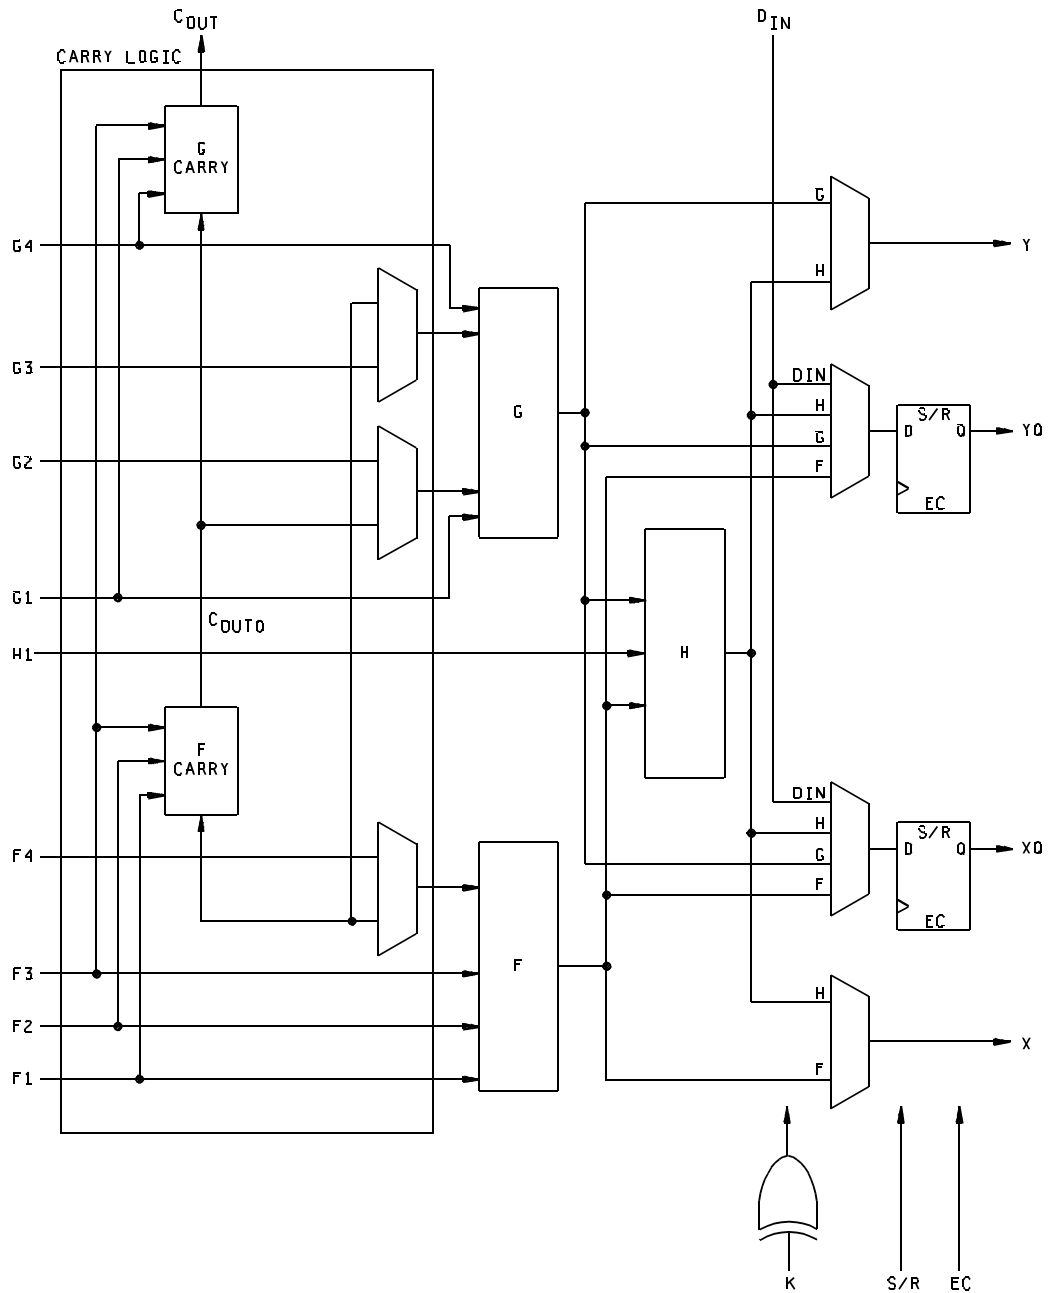 COUT
DIN
CARRY LOGIC
G
CARRY
G
G4
Y
H
G3
DIN
H
S/R
G
D Q
YQ
G
G2
F
EC
G1
COUT0
H1
H
F
CARRY
DIN
H
S/R
F4
G
D Q
XQ
F
EC
F3
F
H
F2
X
F1
F
K
S/R
EC